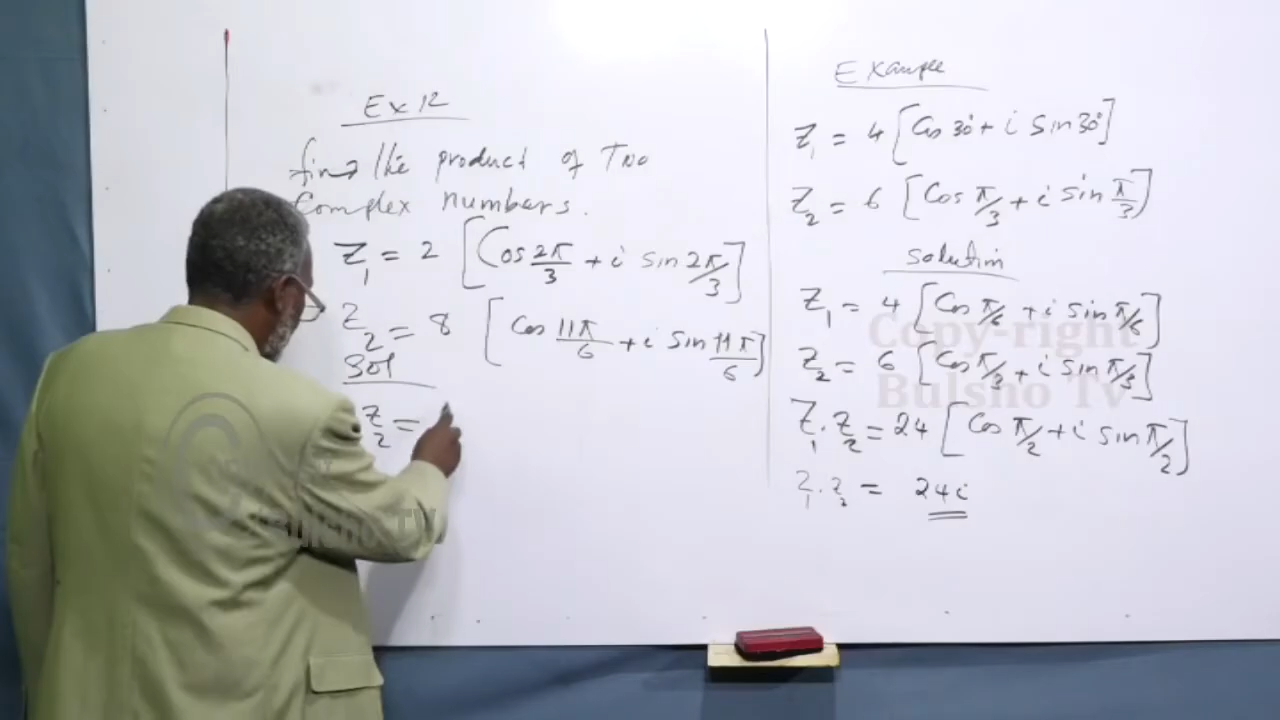 Ex 12
find the product of Two
Complex numbers.
Z₁ = 2 [Cos 2π/3 + i sin 2π/3]
Z₂ = 8 [Cos 11π/6 + i sin 11π/6]
Sol
Z₂ =
Example
Z₁ = 4 [Cos 30° + i Sin 30°]
Z₂ = 6 [Cos π/3 + i sin π/3]
Solution
Z₁ = 4 [Cos π/6 + i sin π/6]
Z₂ = 6 [Cos π/3 + i sin π/3]
Z₁ . Z₂ = 24 [Cos π/2 + i sin π/2]
Z₁ . Z₂ = 24i
Copy-right
Bulsho Tv
Bulsho TV